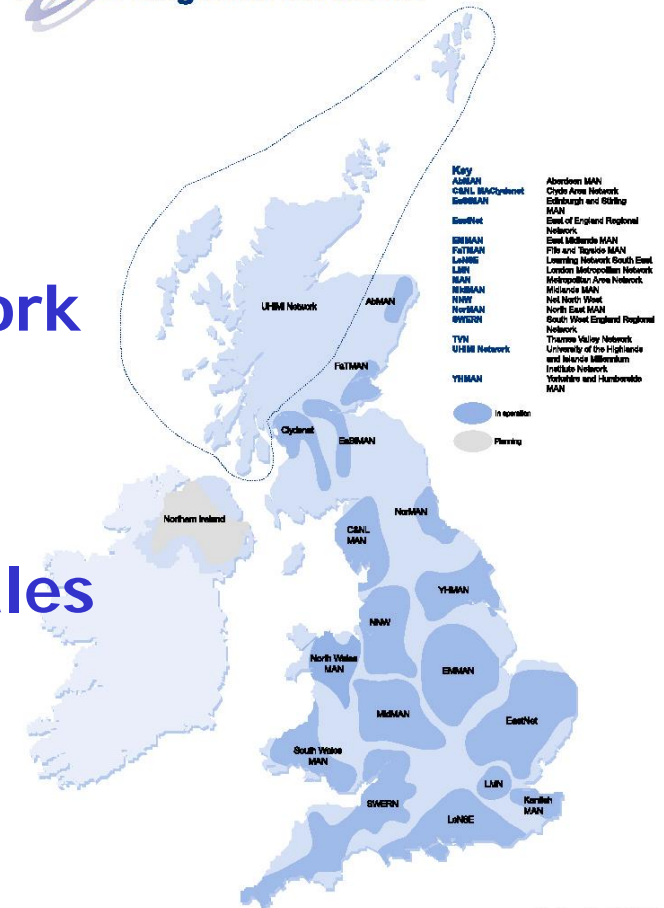 ork
les
Key
AbMAN Aberdeen MAN
C&NL MAClydenet Clyde Area Network
EaStMAN Edinburgh and Stirling
MAN
EastNet East of England Regional
Network
EMMAN East Midlands MAN
FaTMAN Fife and Tayside MAN
LeNSE Learning Network South East
LMN London Metropolitan Network
MAN Metropolitan Area Network
MidMAN Midlands MAN
NNW Net North West
NorMAN North East MAN
SWERN South West England Regional
Network
TVN Thames Valley Network
UHIMI Network University of the Highlands
and Islands Millennium
Institute Network
YHMAN Yorkshire and Humberside
MAN
In operation
Planning
UHIMI Network
AbMAN
FaTMAN
Clydenet
EaStMAN
Northern Ireland
C&NL
MAN
NorMAN
YHMAN
NNW
North Wales
MAN
EMMAN
MidMAN
EastNet
South Wales
MAN
LMN
SWERN
Kentish
MAN
LeNSE